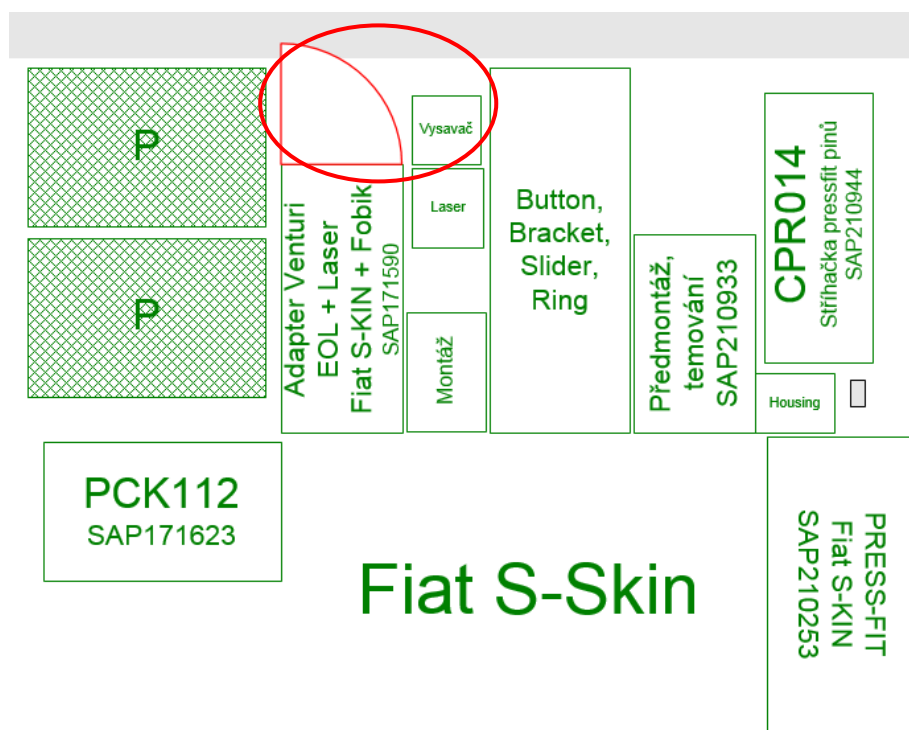 P
P
Adapter Venturi
EOL + Laser
Fiat S-KIN + Fobik
SAP171590
Vysavač
Laser
Montáž
Button,
Bracket,
Slider,
Ring
Předmontáž,
temování
SAP210933
CPR014
Stříhačka pressfit pinů
SAP210944
Housing
PCK112
SAP171623
Fiat S-Skin
PRESS-FIT
Fiat S-KIN
SAP210253